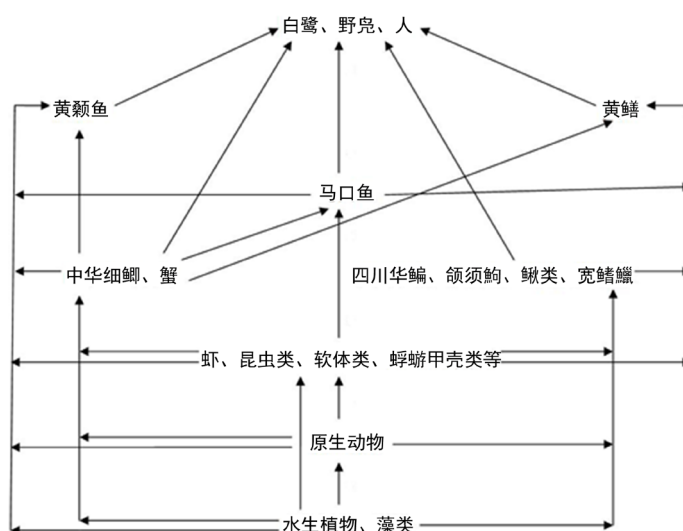 白鹭、野凫、人
黄颡鱼
黄鳝
马口鱼
中华细鲫、蟹
四川华鳊、颌须鮈、鳅类、宽鳍鱲
虾、昆虫类、软体类、蜉蝣甲壳类等
原生动物
水生植物、藻类